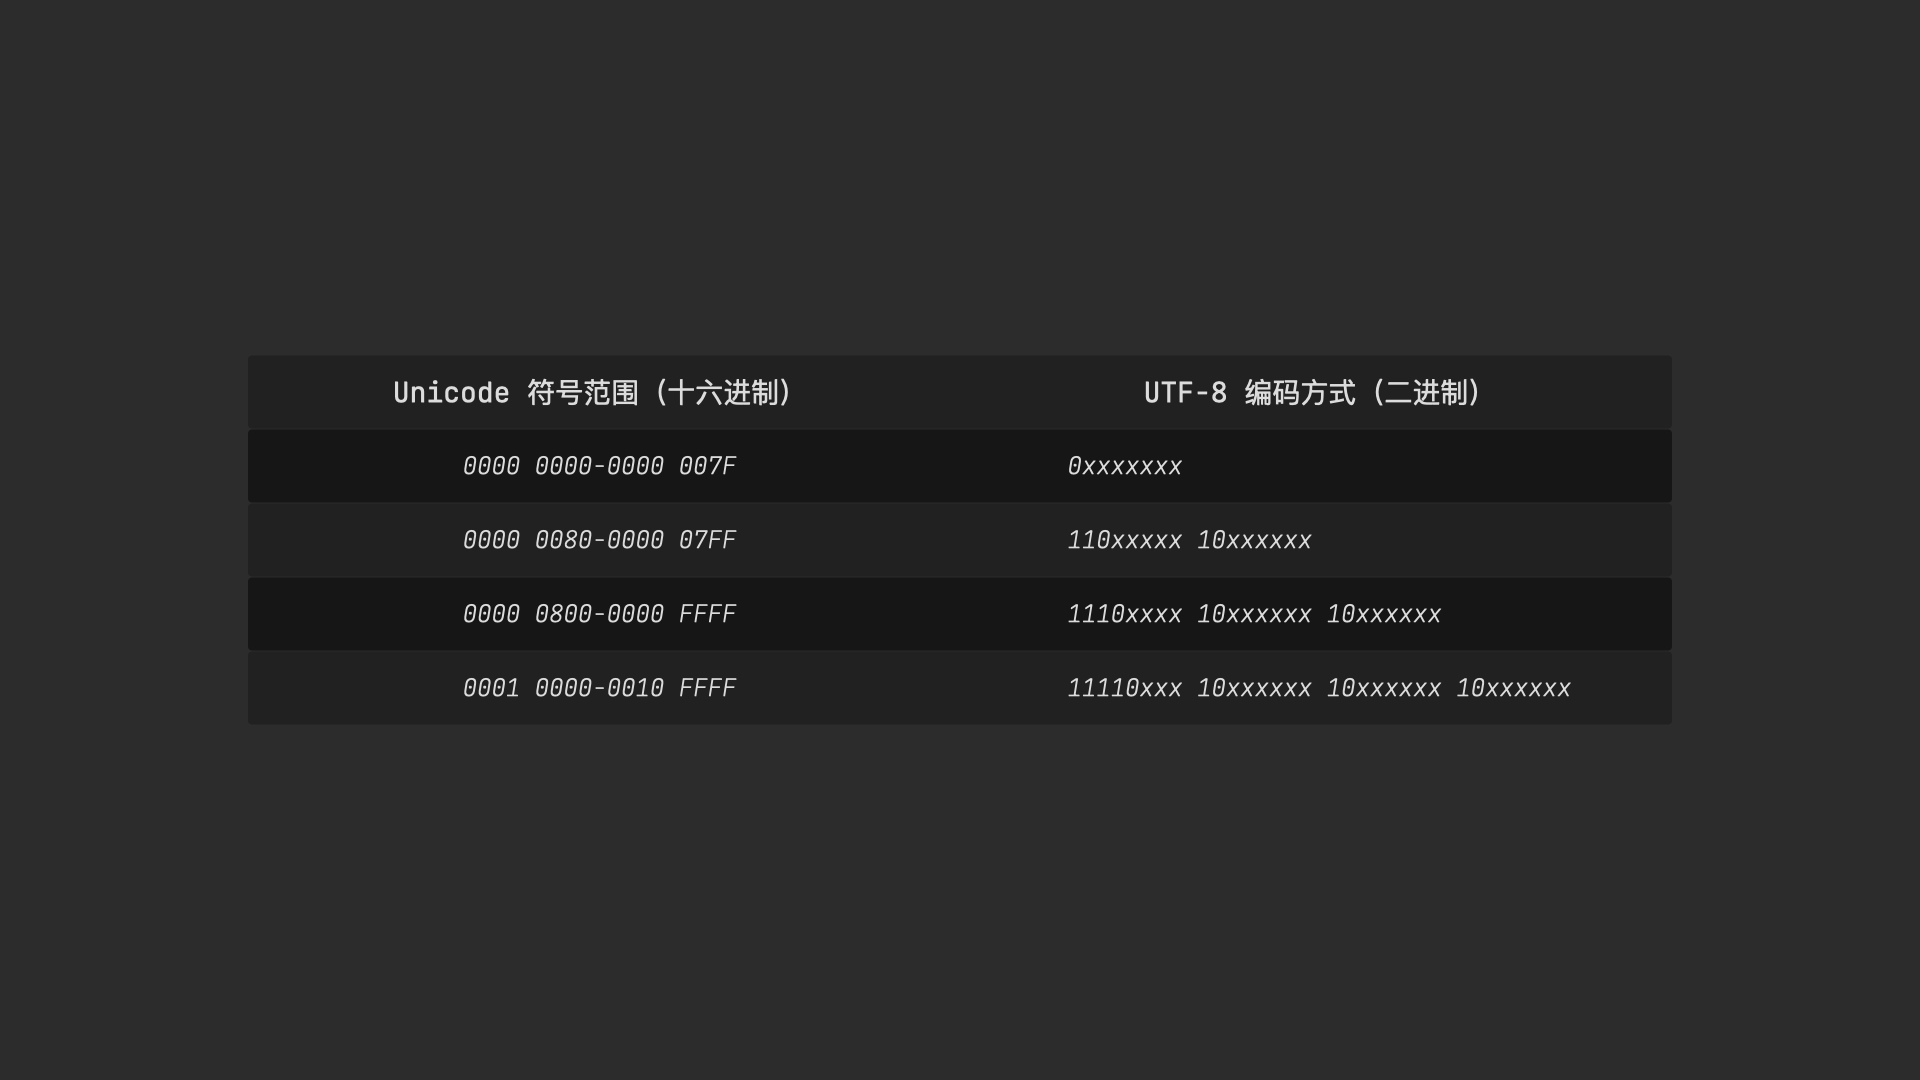 Unicode 符号范围（十六进制） UTF-8 编码方式（二进制）
0000 0000-0000 007F 0xxxxxxx
0000 0080-0000 07FF 110xxxxx 10xxxxxx
0000 0800-0000 FFFF 1110xxxx 10xxxxxx 10xxxxxx
0001 0000-0010 FFFF 11110xxx 10xxxxxx 10xxxxxx 10xxxxxx